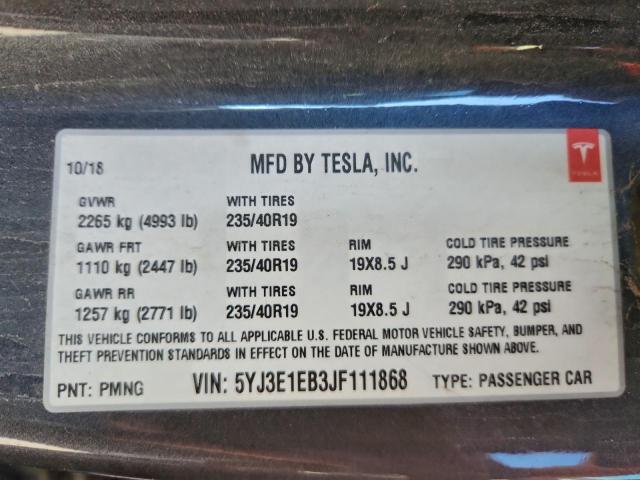 10/18 MFD BY TESLA, INC.
TESLA
GVWR WITH TIRES
2265 kg (4993 lb) 235/40R19
GAWR FRT WITH TIRES RIM COLD TIRE PRESSURE
1110 kg (2447 lb) 235/40R19 19X8.5 J 290 kPa, 42 psi
GAWR RR WITH TIRES RIM COLD TIRE PRESSURE
1257 kg (2771 lb) 235/40R19 19X8.5 J 290 kPa, 42 psi
THIS VEHICLE CONFORMS TO ALL APPLICABLE U.S. FEDERAL MOTOR VEHICLE SAFETY, BUMPER, AND
THEFT PREVENTION STANDARDS IN EFFECT ON THE DATE OF MANUFACTURE SHOWN ABOVE.
PNT: PMNG VIN: 5YJ3E1EB3JF111868 TYPE: PASSENGER CAR